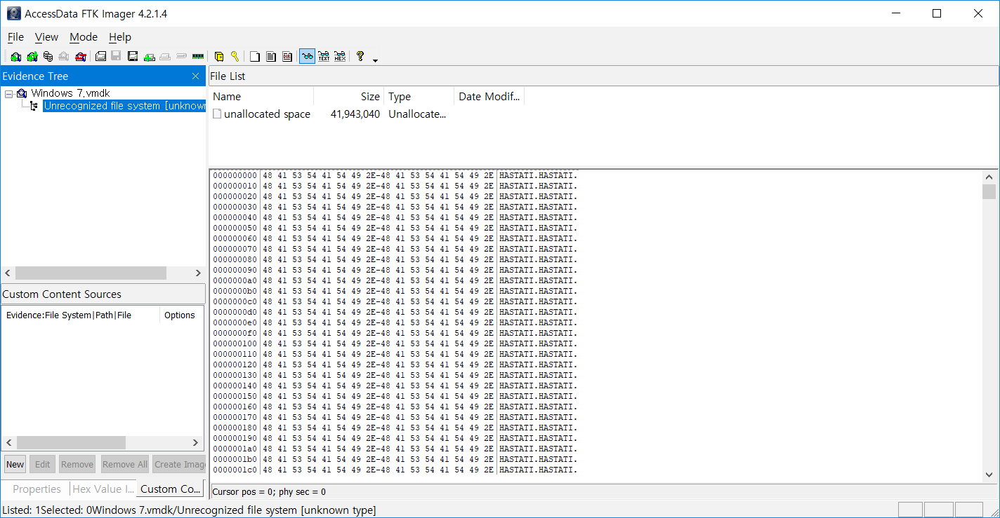 AccessData FTK Imager 4.2.1.4
File View Mode Help
Evidence Tree
Windows 7.vmdk
Unrecognized file system [unknown
Custom Content Sources
Evidence:File System|Path|File Options
New Edit Remove Remove All Create Imag
Properties Hex Value I... Custom Co...
File List
Name Size Type Date Modif...
unallocated space 41,943,040 Unallocate...
000000000 48 41 53 54 41 54 49 2E-48 41 53 54 41 54 49 2E HASTATI.HASTATI.
000000010 48 41 53 54 41 54 49 2E-48 41 53 54 41 54 49 2E HASTATI.HASTATI.
000000020 48 41 53 54 41 54 49 2E-48 41 53 54 41 54 49 2E HASTATI.HASTATI.
000000030 48 41 53 54 41 54 49 2E-48 41 53 54 41 54 49 2E HASTATI.HASTATI.
000000040 48 41 53 54 41 54 49 2E-48 41 53 54 41 54 49 2E HASTATI.HASTATI.
000000050 48 41 53 54 41 54 49 2E-48 41 53 54 41 54 49 2E HASTATI.HASTATI.
000000060 48 41 53 54 41 54 49 2E-48 41 53 54 41 54 49 2E HASTATI.HASTATI.
000000070 48 41 53 54 41 54 49 2E-48 41 53 54 41 54 49 2E HASTATI.HASTATI.
000000080 48 41 53 54 41 54 49 2E-48 41 53 54 41 54 49 2E HASTATI.HASTATI.
000000090 48 41 53 54 41 54 49 2E-48 41 53 54 41 54 49 2E HASTATI.HASTATI.
0000000a0 48 41 53 54 41 54 49 2E-48 41 53 54 41 54 49 2E HASTATI.HASTATI.
0000000b0 48 41 53 54 41 54 49 2E-48 41 53 54 41 54 49 2E HASTATI.HASTATI.
0000000c0 48 41 53 54 41 54 49 2E-48 41 53 54 41 54 49 2E HASTATI.HASTATI.
0000000d0 48 41 53 54 41 54 49 2E-48 41 53 54 41 54 49 2E HASTATI.HASTATI.
0000000e0 48 41 53 54 41 54 49 2E-48 41 53 54 41 54 49 2E HASTATI.HASTATI.
0000000f0 48 41 53 54 41 54 49 2E-48 41 53 54 41 54 49 2E HASTATI.HASTATI.
000000100 48 41 53 54 41 54 49 2E-48 41 53 54 41 54 49 2E HASTATI.HASTATI.
000000110 48 41 53 54 41 54 49 2E-48 41 53 54 41 54 49 2E HASTATI.HASTATI.
000000120 48 41 53 54 41 54 49 2E-48 41 53 54 41 54 49 2E HASTATI.HASTATI.
000000130 48 41 53 54 41 54 49 2E-48 41 53 54 41 54 49 2E HASTATI.HASTATI.
000000140 48 41 53 54 41 54 49 2E-48 41 53 54 41 54 49 2E HASTATI.HASTATI.
000000150 48 41 53 54 41 54 49 2E-48 41 53 54 41 54 49 2E HASTATI.HASTATI.
000000160 48 41 53 54 41 54 49 2E-48 41 53 54 41 54 49 2E HASTATI.HASTATI.
000000170 48 41 53 54 41 54 49 2E-48 41 53 54 41 54 49 2E HASTATI.HASTATI.
000000180 48 41 53 54 41 54 49 2E-48 41 53 54 41 54 49 2E HASTATI.HASTATI.
000000190 48 41 53 54 41 54 49 2E-48 41 53 54 41 54 49 2E HASTATI.HASTATI.
0000001a0 48 41 53 54 41 54 49 2E-48 41 53 54 41 54 49 2E HASTATI.HASTATI.
0000001b0 48 41 53 54 41 54 49 2E-48 41 53 54 41 54 49 2E HASTATI.HASTATI.
0000001c0 48 41 53 54 41 54 49 2E-48 41 53 54 41 54 49 2E HASTATI.HASTATI.
Cursor pos = 0; phy sec = 0
Listed: 1Selected: 0Windows 7.vmdk/Unrecognized file system [unknown type]